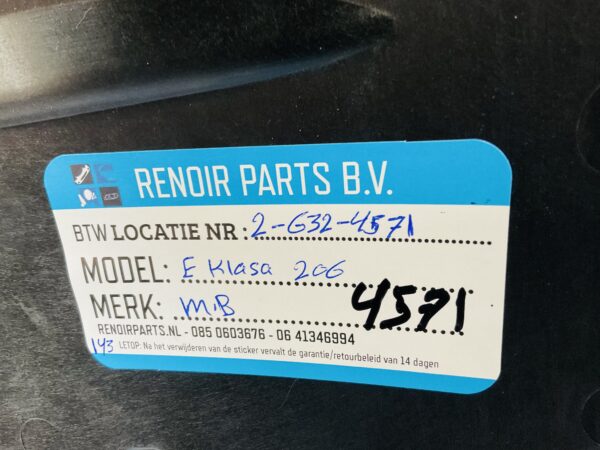 RENOIR PARTS B.V.
BTW LOCATIE NR : 2-G32-4571
MODEL: E Klasa 206
MERK: M.B 4571
RENOIRPARTS.NL - 085 0603676 - 06 41346994
143 LETOP: Na het verwijderen van de sticker vervalt de garantie/retourbeleid van 14 dagen